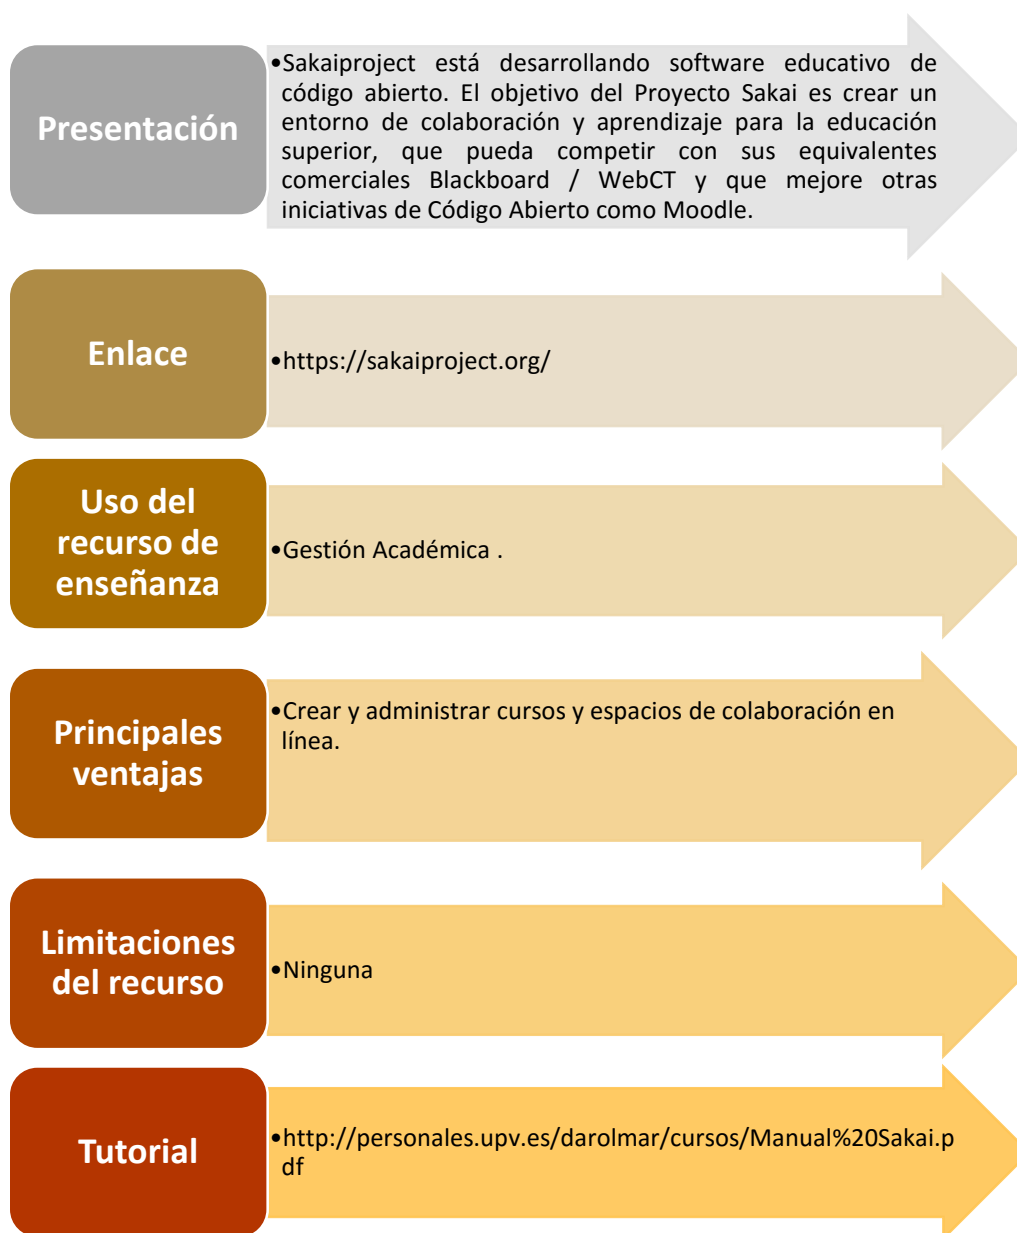 Presentación
•Sakaiproject está desarrollando software educativo de
código abierto. El objetivo del Proyecto Sakai es crear un
entorno de colaboración y aprendizaje para la educación
superior, que pueda competir con sus equivalentes
comerciales Blackboard / WebCT y que mejore otras
iniciativas de Código Abierto como Moodle.
Enlace
•https://sakaiproject.org/
Uso del
recurso de
enseñanza
•Gestión Académica .
Principales
ventajas
•Crear y administrar cursos y espacios de colaboración en
línea.
Limitaciones
del recurso
•Ninguna
Tutorial
•http://personales.upv.es/darolmar/cursos/Manual%20Sakai.p
df